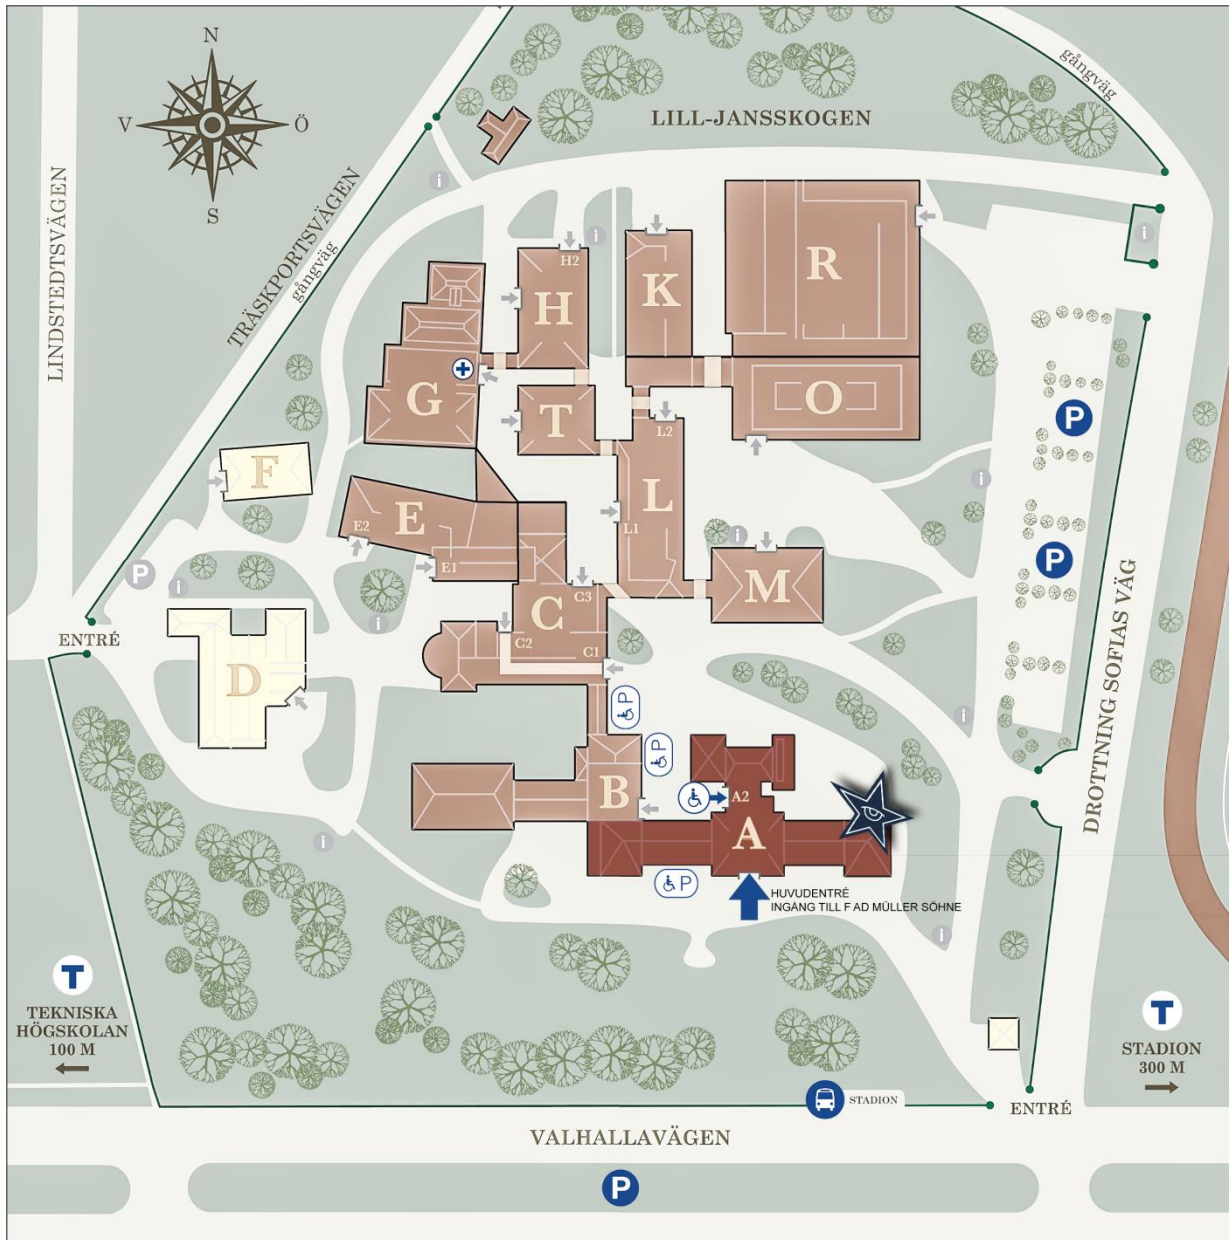 N
V
Ö
S
LINDSTEDTSVÄGEN
TRÄSKPORTSVÄGEN
gångväg
LILL-JANSSKOGEN
gångväg
i
i
i
H2
H
K
R
G
T
L2
O
P
F
E2
E
E1
L1
L
i
i
M
P
P
i
i
ENTRÉ
D
C
C3
C2
C1
P
P
i
DROTTNING SOFIAS VÄG
B
A2
A
P
HUVUDENTRÉ
INGÅNG TILL F AD MÜLLER SÖHNE
i
i
T
TEKNISKA
HÖGSKOLAN
100 M
T
STADION
300 M
STADION
ENTRÉ
VALHALLAVÄGEN
P